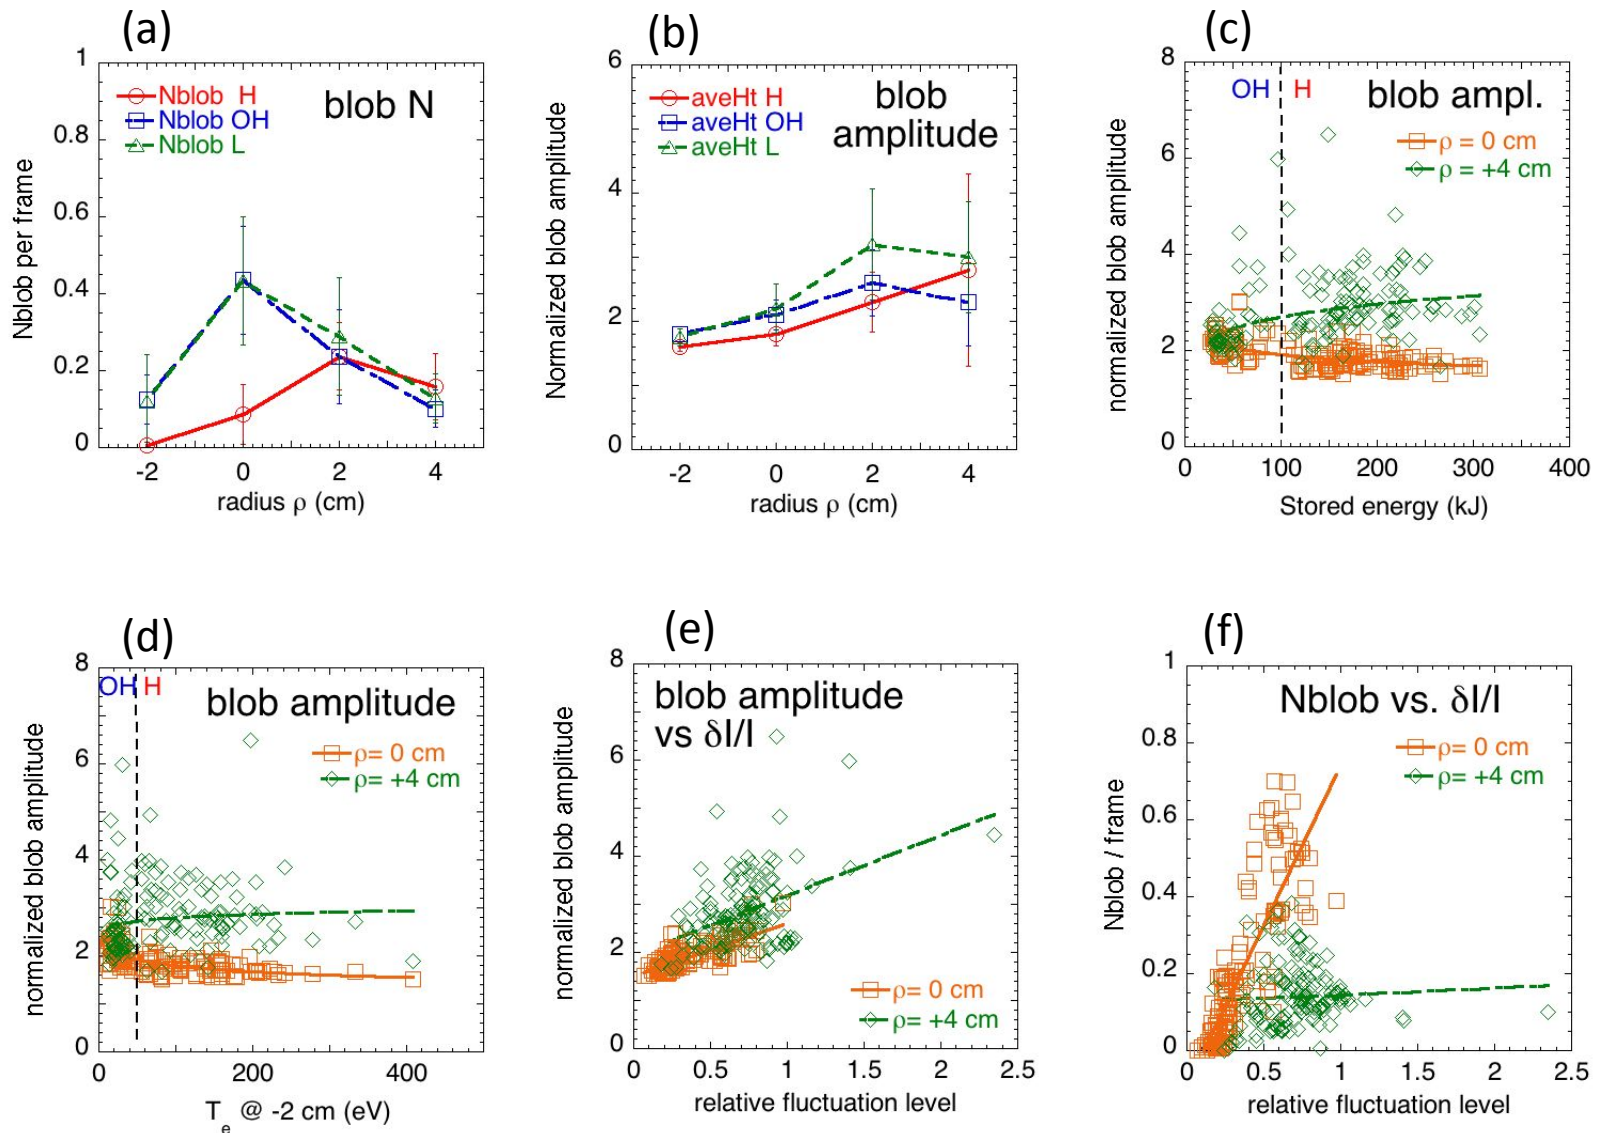 (a)
1
0.8
0.6
0.4
0.2
0
Nblob per frame
Nblob H
Nblob OH
Nblob L
blob N
-2 0 2 4
radius ρ (cm)
(b)
6
4
2
0
Normalized blob amplitude
aveHt H
aveHt OH
aveHt L
blob
amplitude
-2 0 2 4
radius ρ (cm)
(c)
8
6
4
2
0
normalized blob amplitude
OH H
blob ampl.
ρ = 0 cm
ρ = +4 cm
0 100 200 300 400
Stored energy (kJ)
(d)
8
6
4
2
0
normalized blob amplitude
OH H
blob amplitude
ρ= 0 cm
ρ= +4 cm
0 200 400
Te @ -2 cm (eV)
(e)
8
6
4
2
0
normalized blob amplitude
blob amplitude
vs δI/I
ρ= 0 cm
ρ= +4 cm
0 0.5 1 1.5 2 2.5
relative fluctuation level
(f)
1
0.8
0.6
0.4
0.2
0
Nblob / frame
Nblob vs. δI/I
ρ= 0 cm
ρ= +4 cm
0 0.5 1 1.5 2 2.5
relative fluctuation level